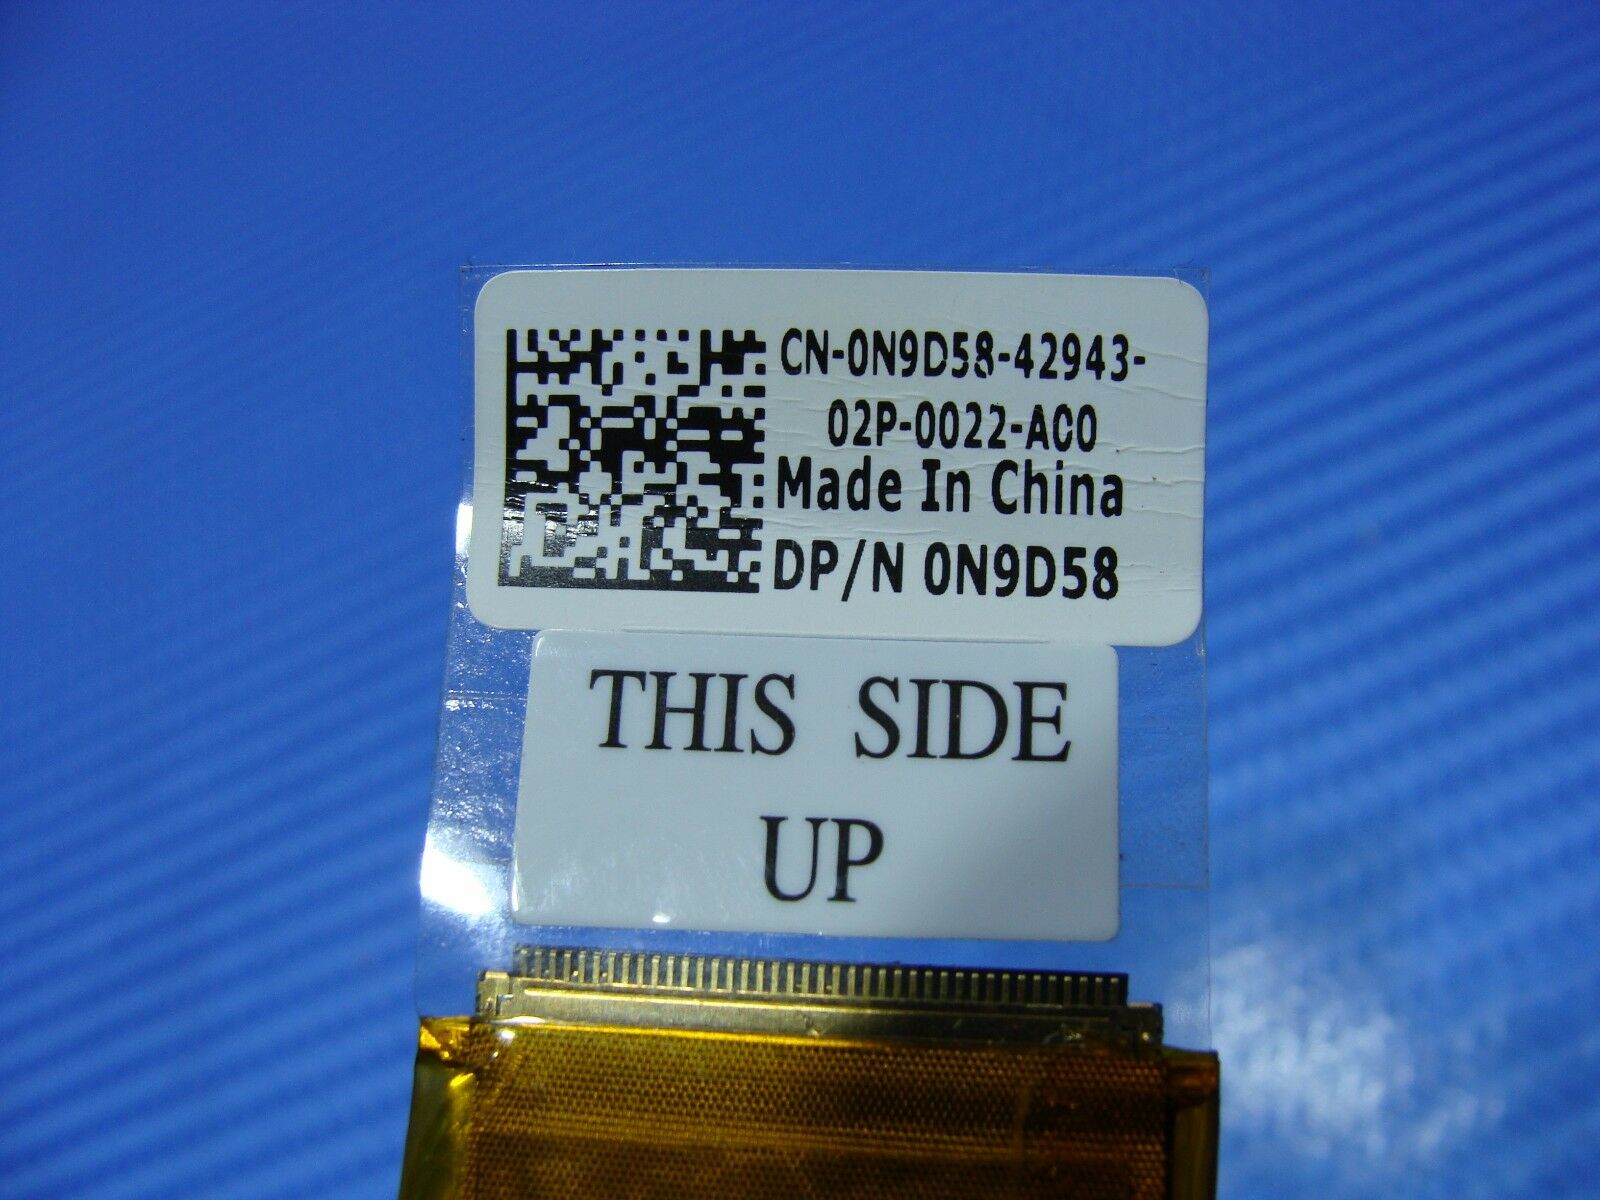 CN-0N9D58-42943-
02P-0022-A00
Made In China
DP/N 0N9D58
THIS SIDE
UP